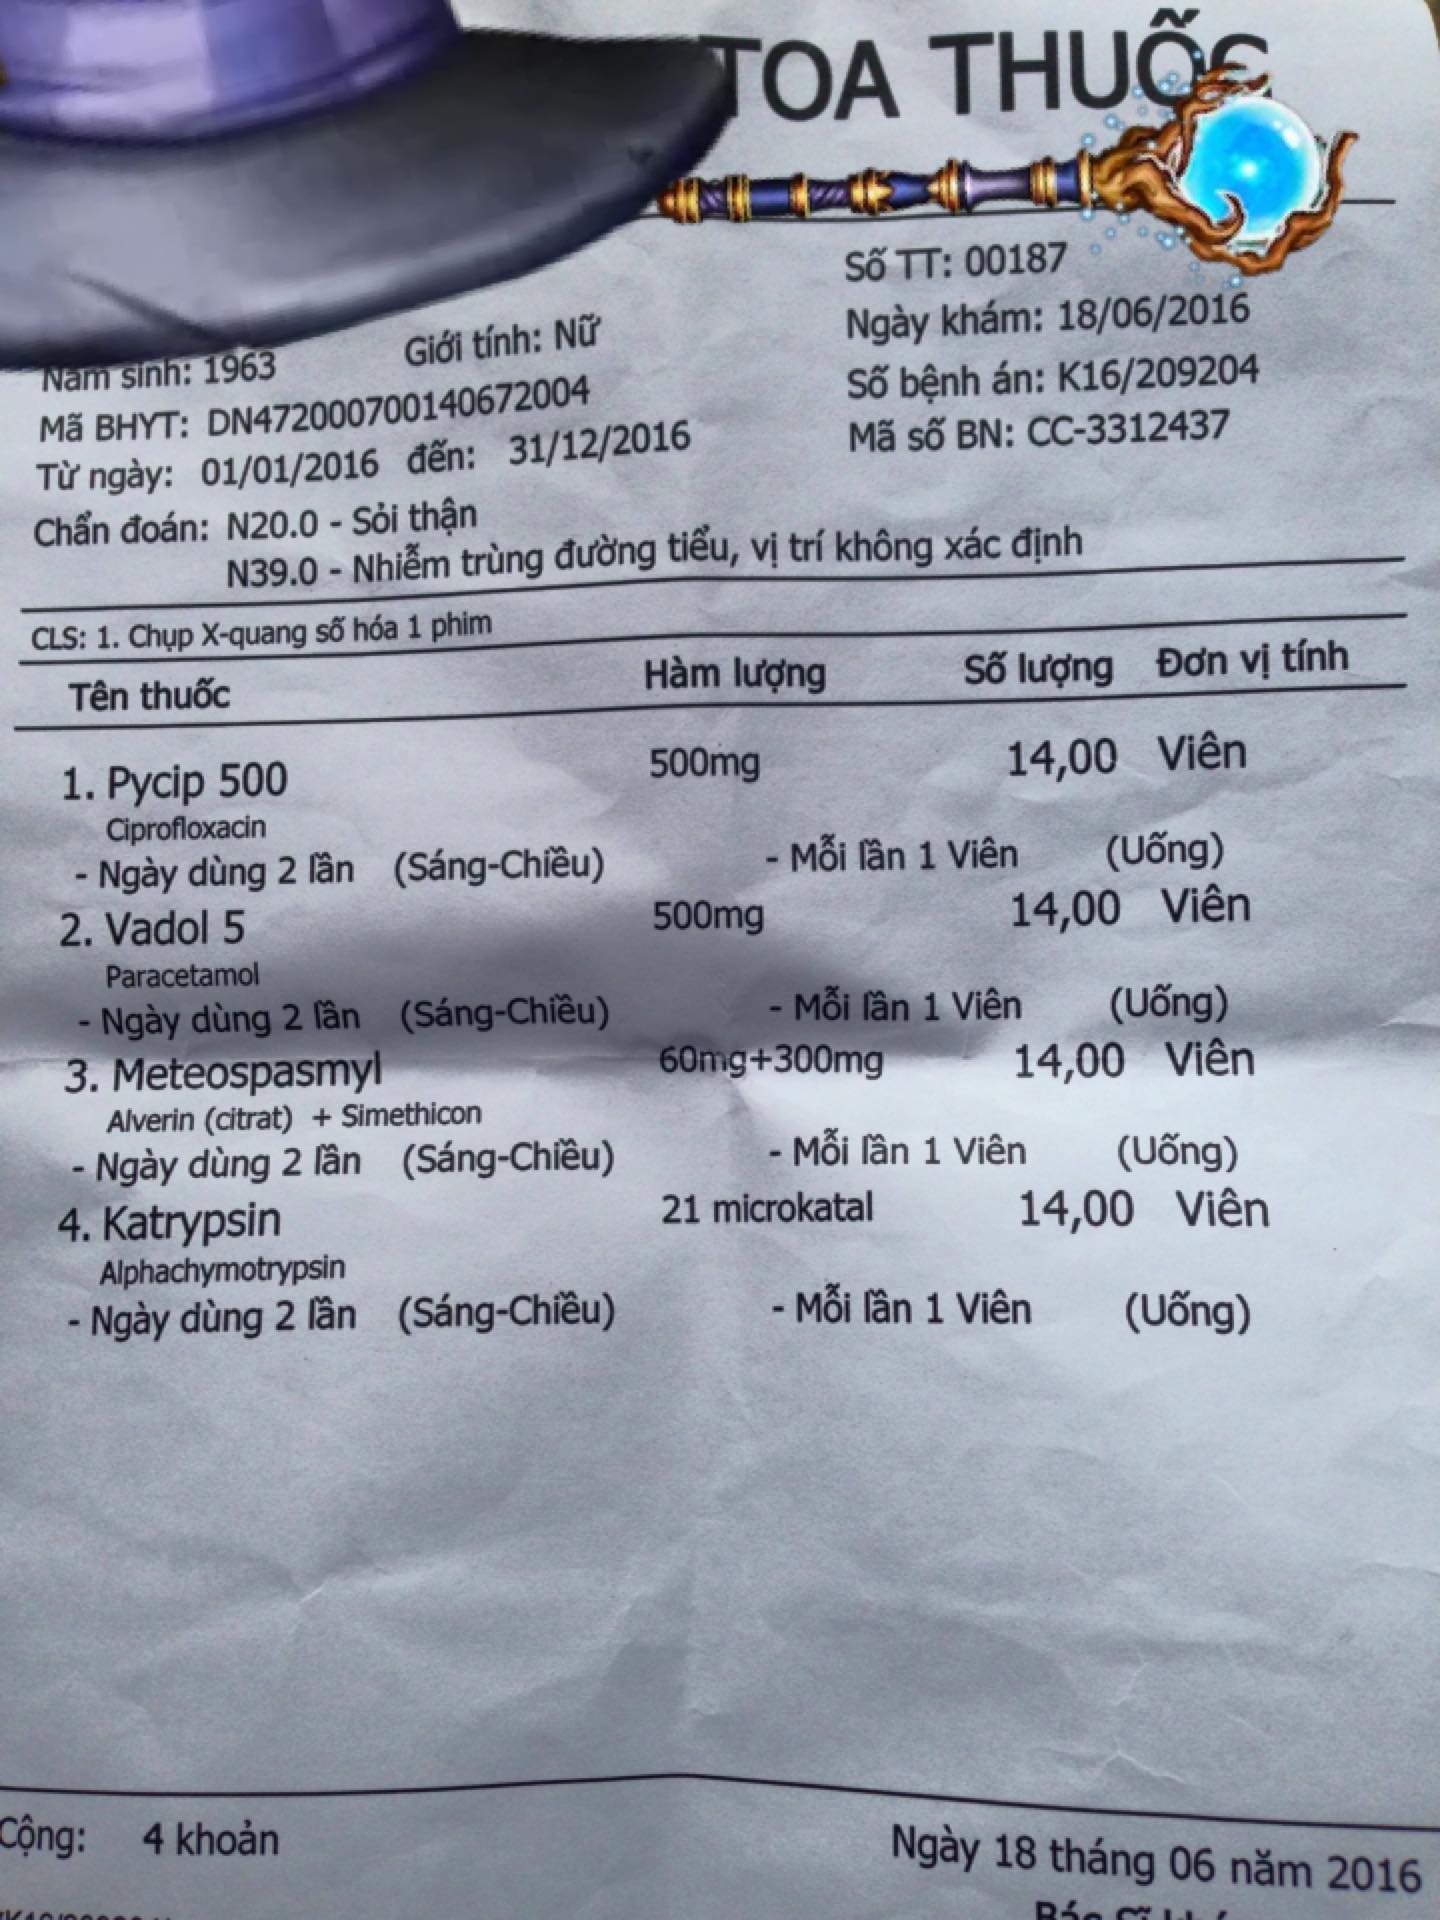 TOA THUỐC
Số TT: 00187
Ngày khám: 18/06/2016
Năm sinh: 1963 Giới tính: Nữ
Số bệnh án: K16/209204
Mã BHYT: DN472000700140672004
Mã số BN: CC-3312437
Từ ngày: 01/01/2016 đến: 31/12/2016
Chẩn đoán: N20.0 - Sỏi thận
N39.0 - Nhiễm trùng đường tiểu, vị trí không xác định
CLS: 1. Chụp X-quang số hóa 1 phim
Tên thuốc Hàm lượng Số lượng Đơn vị tính
1. Pycip 500 500mg 14,00 Viên
Ciprofloxacin
- Ngày dùng 2 lần (Sáng-Chiều) - Mỗi lần 1 Viên (Uống)
2. Vadol 5 500mg 14,00 Viên
Paracetamol
- Ngày dùng 2 lần (Sáng-Chiều) - Mỗi lần 1 Viên (Uống)
3. Meteospasmyl 60mg+300mg 14,00 Viên
Alverin (citrat) + Simethicon
- Ngày dùng 2 lần (Sáng-Chiều) - Mỗi lần 1 Viên (Uống)
4. Katrypsin 21 microkatal 14,00 Viên
Alphachymotrypsin
- Ngày dùng 2 lần (Sáng-Chiều) - Mỗi lần 1 Viên (Uống)
Cộng: 4 khoản
Ngày 18 tháng 06 năm 2016
Bác Sĩ